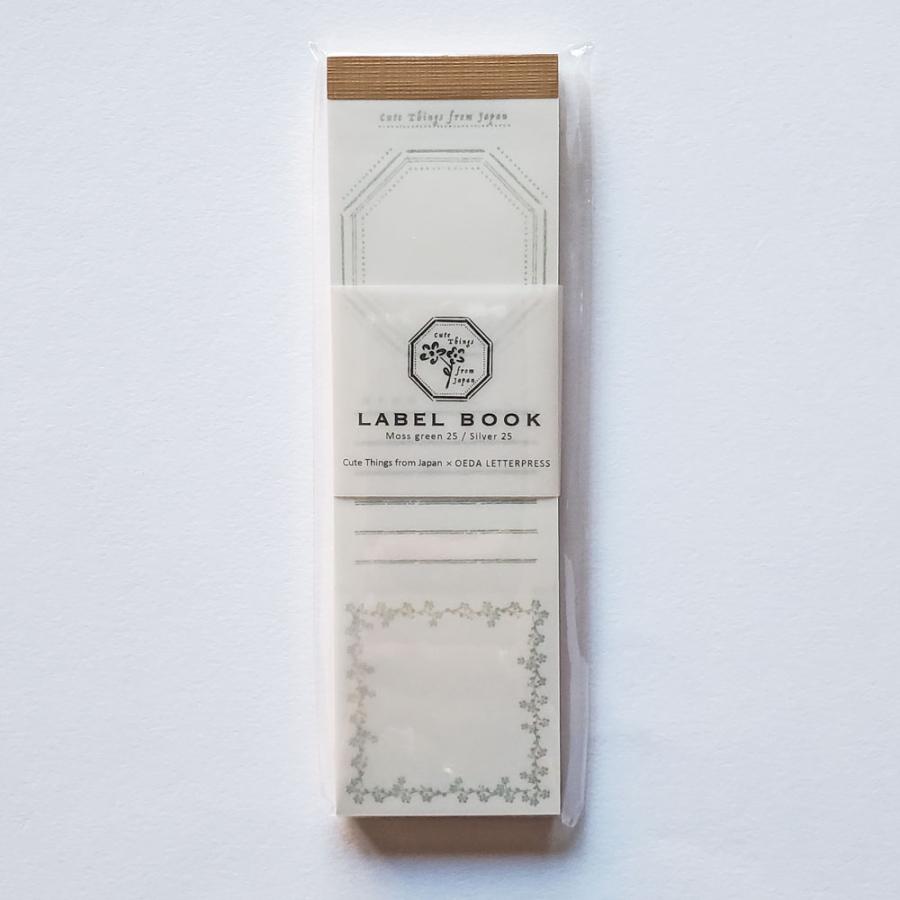 Cute Things from Japan
Cute
Things
from
Japan
LABEL BOOK
Moss green 25 / Silver 25
Cute Things from Japan × OEDA LETTERPRESS